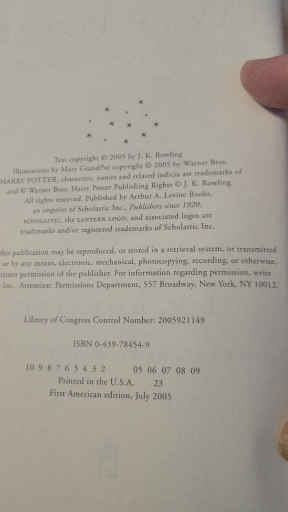 Text copyright © 2005 by J. K. Rowling
Illustrations by Mary GrandPré copyright © 2005 by Warner Bros.
HARRY POTTER, characters, names and related indicia are trademarks of
and © Warner Bros. Harry Potter Publishing Rights © J. K. Rowling.
All rights reserved. Published by Arthur A. Levine Books,
an imprint of Scholastic Inc., Publishers since 1920.
SCHOLASTIC, the LANTERN LOGO, and associated logos are
trademarks and/or registered trademarks of Scholastic Inc.
this publication may be reproduced, or stored in a retrieval system, or transmitted
or by any means, electronic, mechanical, photocopying, recording, or otherwise,
permission of the publisher. For information regarding permission, write
Inc. Attention: Permissions Department, 557 Broadway, New York, NY 10012.
Library of Congress Control Number: 2005921149
ISBN 0-439-78454-9
10 9 8 7 6 5 4 3 2 05 06 07 08 09
Printed in the U.S.A. 23
First American edition, July 2005